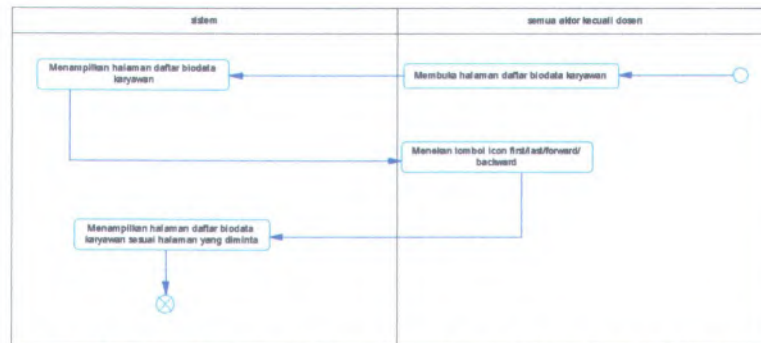 sistem
semua aktor kecuali dosen
Menampilkan halaman daftar biodata
karyawan
Membuka halaman daftar biodata karyawan
Menekan tombol icon first/last/forward/
backward
Menampilkan halaman daftar biodata
karyawan sesuai halaman yang diminta